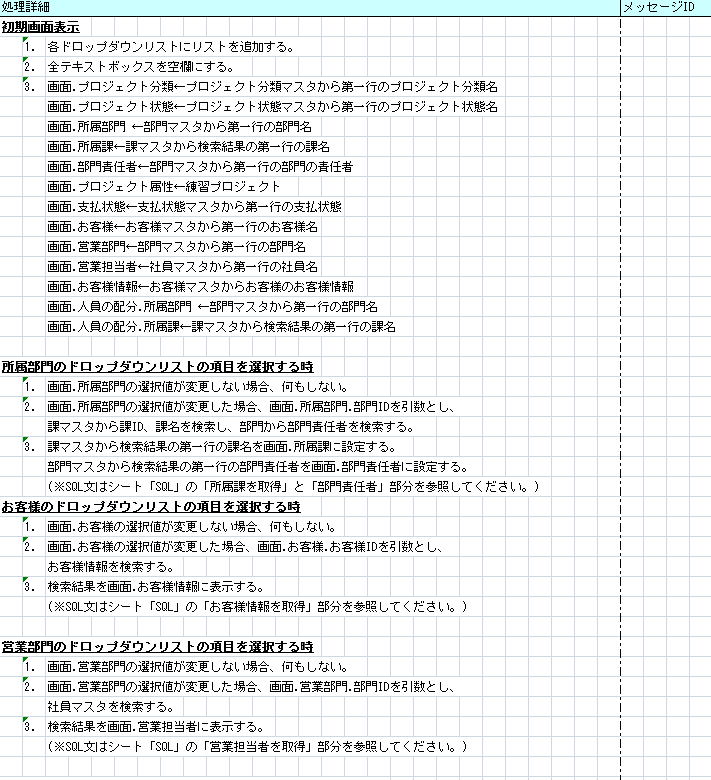 処理詳細 メッセージID
初期画面表示
1. 各ドロップダウンリストにリストを追加する。
2. 全テキストボックスを空欄にする。
3. 画面.プロジェクト分類←プロジェクト分類マスタから第一行のプロジェクト分類名
画面.プロジェクト状態←プロジェクト状態マスタから第一行のプロジェクト状態名
画面.所属部門 ←部門マスタから第一行の部門名
画面.所属課←課マスタから検索結果の第一行の課名
画面.部門責任者←部門マスタから第一行の部門の責任者
画面.プロジェクト属性←練習プロジェクト
画面.支払状態←支払状態マスタから第一行の支払状態
画面.お客様←お客様マスタから第一行のお客様名
画面.営業部門←部門マスタから第一行の部門名
画面.営業担当者←社員マスタから第一行の社員名
画面.お客様情報←お客様マスタからお客様のお客様情報
画面.人員の配分.所属部門 ←部門マスタから第一行の部門名
画面.人員の配分.所属課←課マスタから検索結果の第一行の課名
所属部門のドロップダウンリストの項目を選択する時
1. 画面.所属部門の選択値が変更しない場合、何もしない。
2. 画面.所属部門の選択値が変更した場合、画面.所属部門.部門IDを引数とし、
課マスタから課ID、課名を検索し、部門から部門責任者を検索する。
3. 課マスタから検索結果の第一行の課名を画面.所属課に設定する。
部門マスタから検索結果の第一行の部門責任者を画面.部門責任者に設定する。
(※SQL文はシート「SQL」の「所属課を取得」と「部門責任者」部分を参照してください。)
お客様のドロップダウンリストの項目を選択する時
1. 画面.お客様の選択値が変更しない場合、何もしない。
2. 画面.お客様の選択値が変更した場合、画面.お客様.お客様IDを引数とし、
お客様情報を検索する。
3. 検索結果を画面.お客様情報に表示する。
(※SQL文はシート「SQL」の「お客様情報を取得」部分を参照してください。)
営業部門のドロップダウンリストの項目を選択する時
1. 画面.営業部門の選択値が変更しない場合、何もしない。
2. 画面.営業部門の選択値が変更した場合、画面.営業部門.部門IDを引数とし、
社員マスタを検索する。
3. 検索結果を画面.営業担当者に表示する。
(※SQL文はシート「SQL」の「営業担当者を取得」部分を参照してください。)